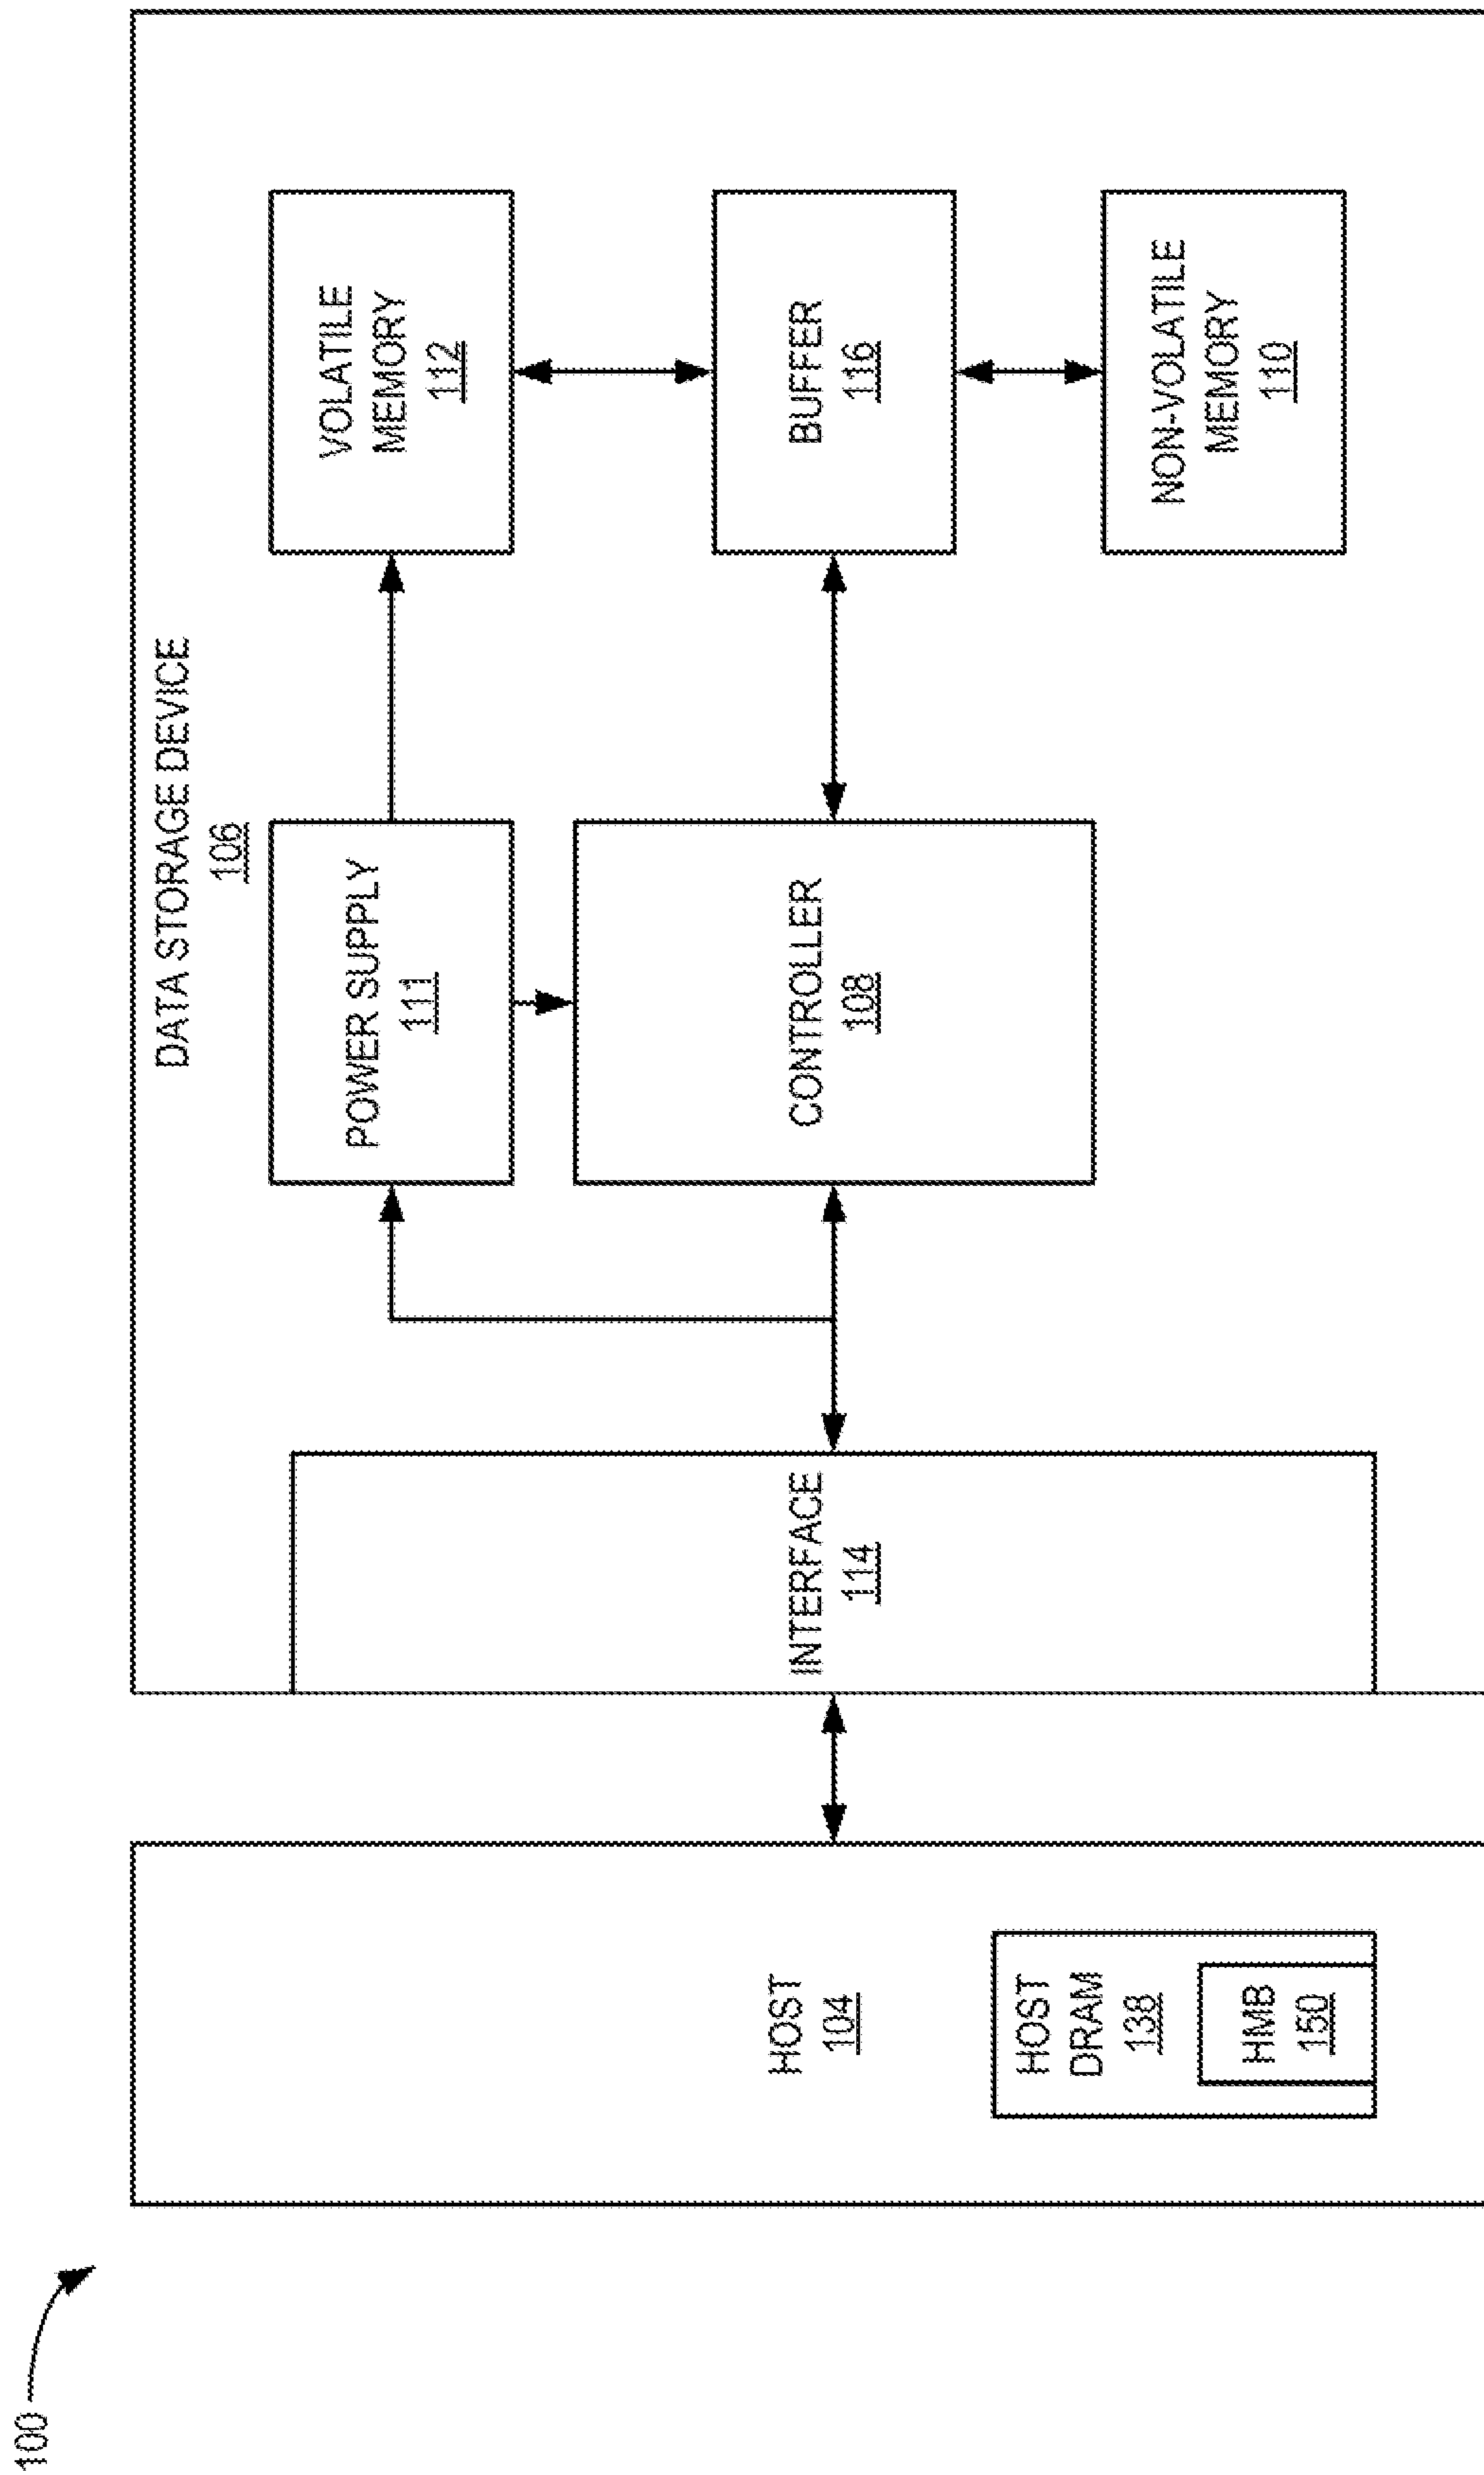 100
HOST
104
HOST
DRAM
138
HMB
150
INTERFACE
114
DATA STORAGE DEVICE
106
POWER SUPPLY
111
CONTROLLER
108
VOLATILE
MEMORY
112
BUFFER
116
NON-VOLATILE
MEMORY
110